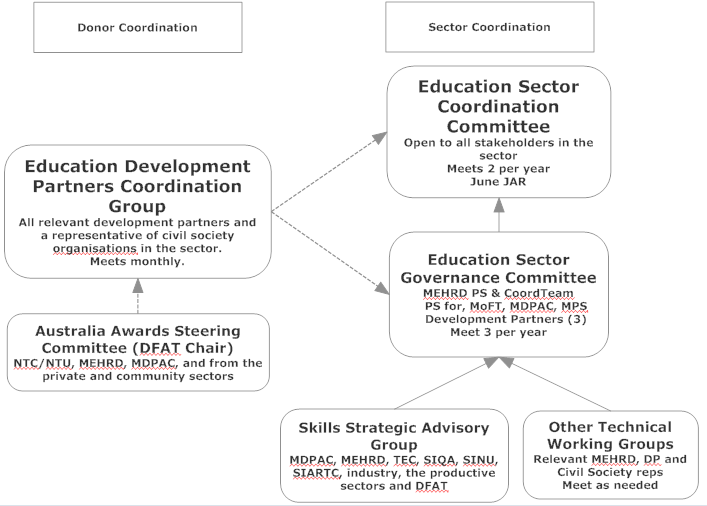 Donor Coordination
Sector Coordination
Education Sector
Coordination
Committee
Open to all stakeholders in the
sector
Meets 2 per year
June JAR
Education Development
Partners Coordination
Group
All relevant development partners and
a representative of civil society
organisations in the sector.
Meets monthly.
Education Sector
Governance Committee
MEHRD PS & CoordTeam
PS for, MoFT, MDPAC, MPS
Development Partners (3)
Meet 3 per year
Australia Awards Steering
Committee (DFAT Chair)
NTC/NTU, MEHRD, MDPAC, and from the
private and community sectors
Skills Strategic Advisory
Group
MDPAC, MEHRD, TEC, SIQA, SINU,
SIARTC, industry, the productive
sectors and DFAT
Other Technical
Working Groups
Relevant MEHRD, DP and
Civil Society reps
Meet as needed